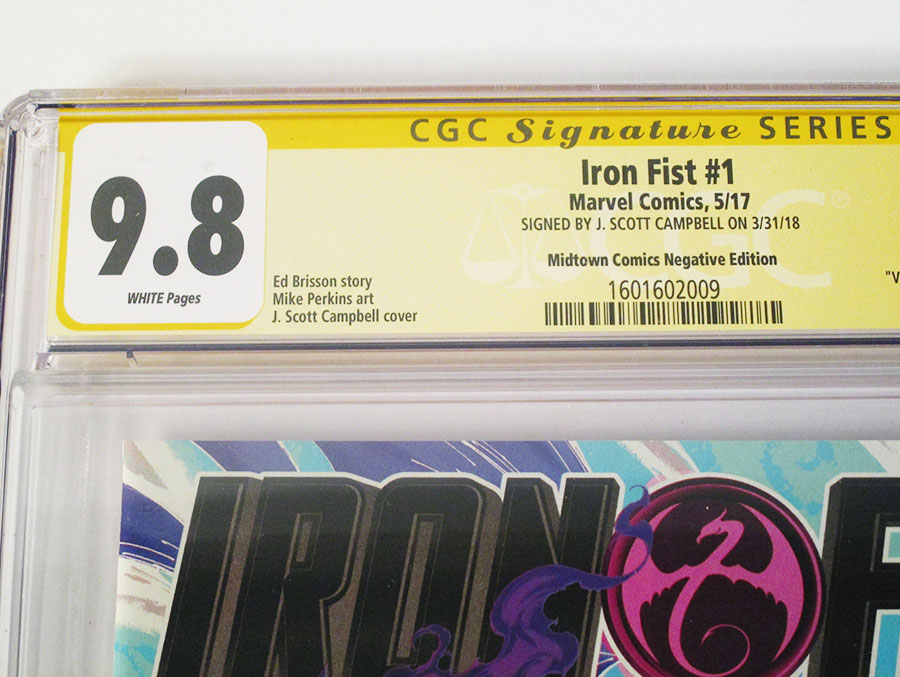 CGC Signature SERIES
9.8
WHITE Pages
Iron Fist #1
Marvel Comics, 5/17
SIGNED BY J. SCOTT CAMPBELL ON 3/31/18
Midtown Comics Negative Edition
1601602009
Ed Brisson story
Mike Perkins art
J. Scott Campbell cover
"V
CGC
IRON F